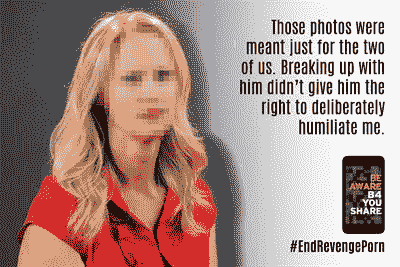 Those photos were
meant just for the two
of us. Breaking up with
him didn't give him the
right to deliberately
humiliate me.
BE
AWARE
B4
YOU
SHARE
#EndRevengePorn